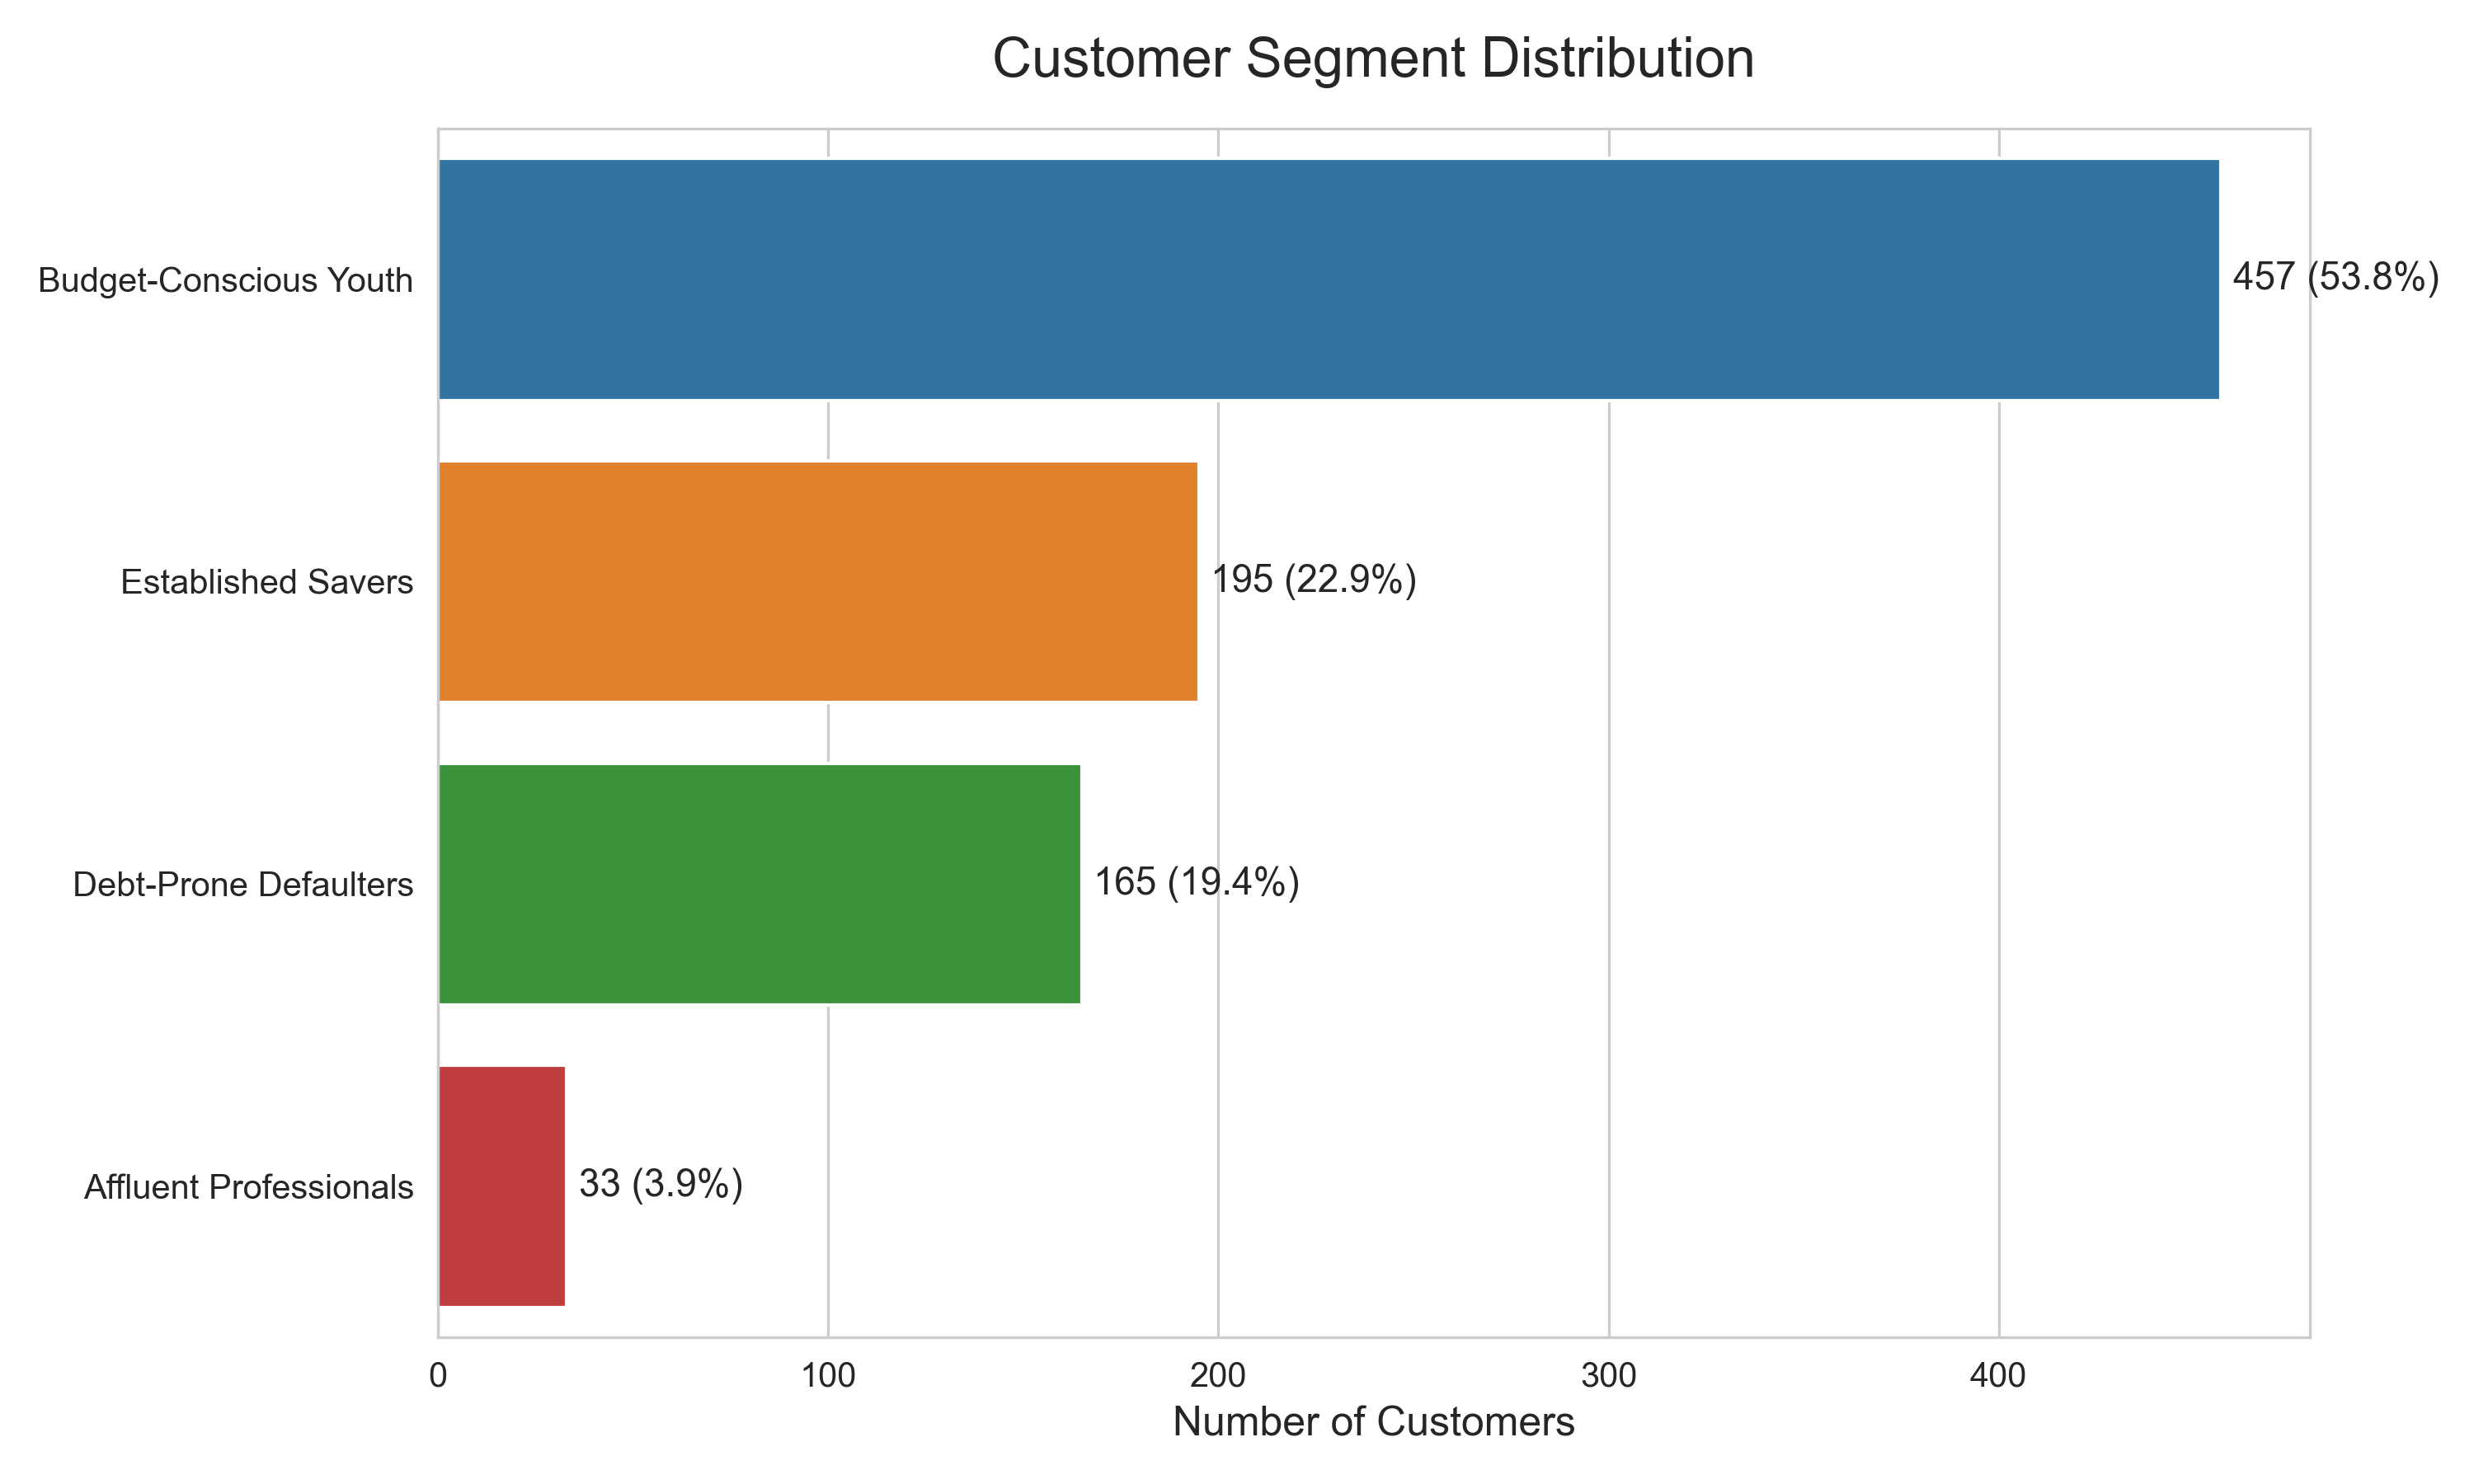 Customer Segment Distribution
Budget-Conscious Youth
457 (53.8%)
Established Savers
195 (22.9%)
Debt-Prone Defaulters
165 (19.4%)
Affluent Professionals
33 (3.9%)
0 100 200 300 400
Number of Customers